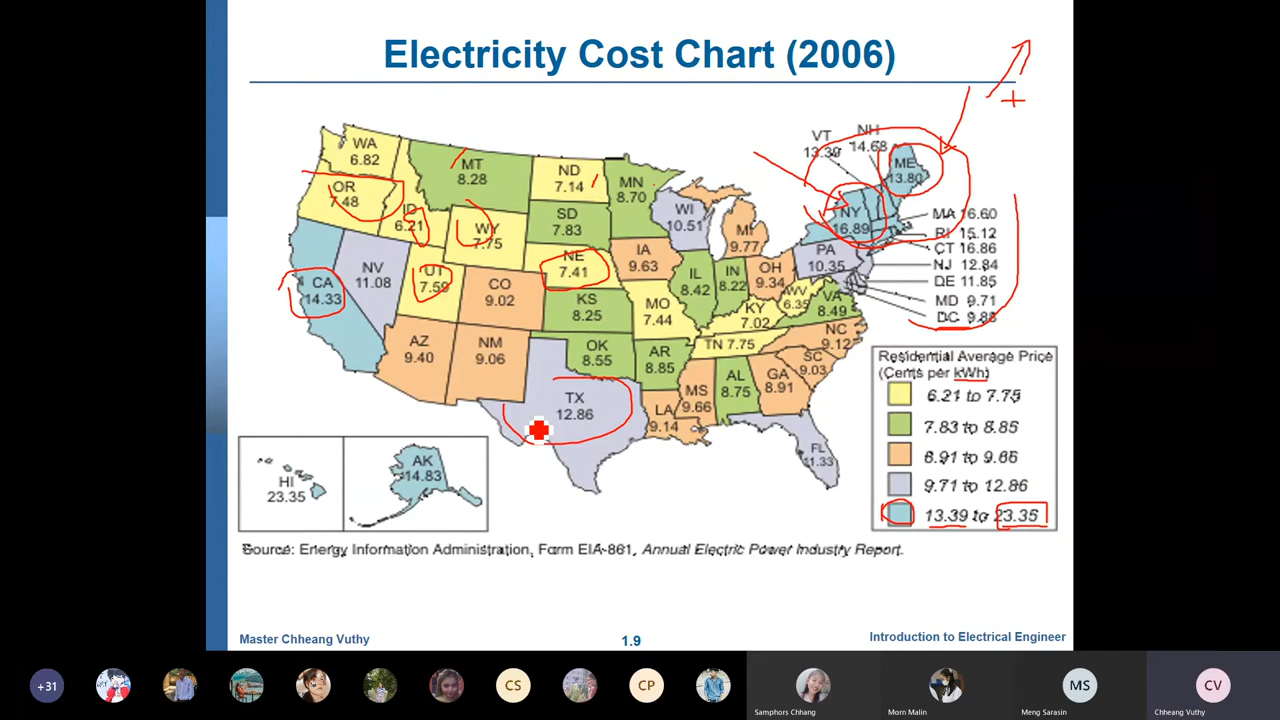 Electricity Cost Chart (2006)
+
WA
6.82
OR
7.48
ID
6.21
MT
8.28
ND
7.14
MN
8.70
SD
7.83
WY
7.75
NE
7.41
CA
14.33
NV
11.08
UT
7.59
CO
9.02
KS
8.25
IA
9.63
MO
7.44
WI
10.51
MI
9.77
IL
8.42
IN
8.22
OH
9.34
KY
7.02
WV
6.35
VA
8.49
PA
10.35
NY
16.89
VT
13.39
NH
14.68
ME
13.80
MA 16.60
RI 15.12
CT 16.86
NJ 12.84
DE 11.85
MD 9.71
DC 9.88
AZ
9.40
NM
9.06
OK
8.55
AR
8.85
TN 7.75
NC
9.12
SC
9.03
TX
12.86
LA
9.14
MS
9.66
AL
8.75
GA
8.91
FL
11.33
HI
23.35
AK
14.83
Residential Average Price
(Cents per kWh)
6.21 to 7.75
7.83 to 8.85
8.91 to 9.66
9.71 to 12.86
13.39 to 23.35
Source: Energy Information Administration, Form EIA-861, Annual Electric Power Industry Report.
Master Chheang Vuthy
1.9
Introduction to Electrical Engineer
+31
CS
CP
MS
CV
Samphors Chhang
Morn Malin
Meng Sarasin
Chheang Vuthy